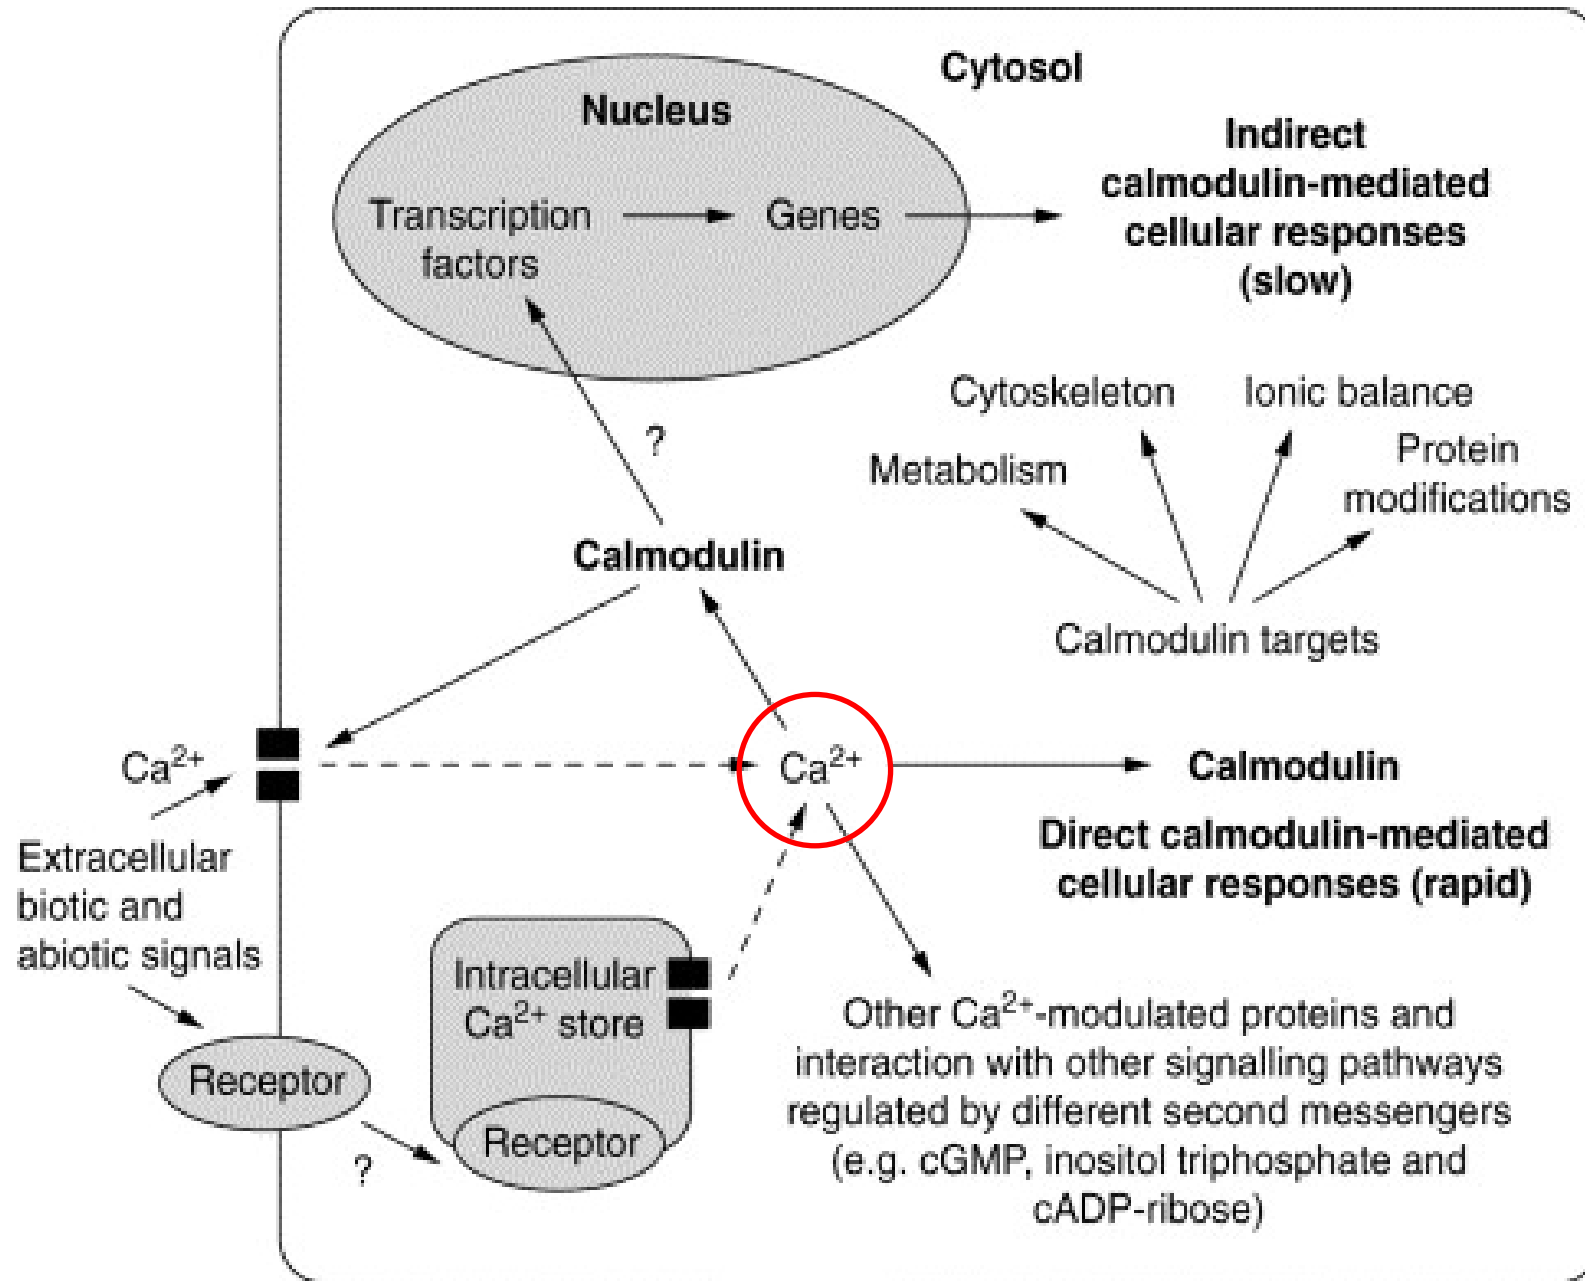 Cytosol
Nucleus
Transcription
factors
Genes
Indirect
calmodulin-mediated
cellular responses
(slow)
?
Cytoskeleton
Ionic balance
Metabolism
Protein
modifications
Calmodulin
Calmodulin targets
Ca²⁺
Ca²⁺
Calmodulin
Direct calmodulin-mediated
cellular responses (rapid)
Extracellular
biotic and
abiotic signals
Intracellular
Ca²⁺ store
Receptor
Receptor
?
Other Ca²⁺-modulated proteins and
interaction with other signalling pathways
regulated by different second messengers
(e.g. cGMP, inositol triphosphate and
cADP-ribose)